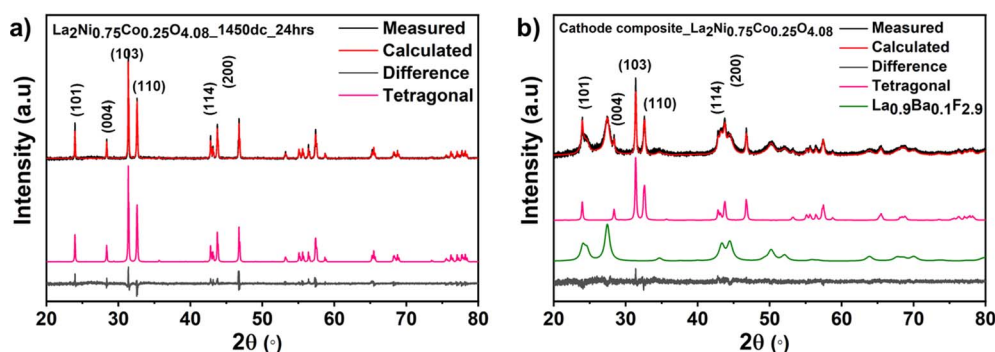 a)
La2Ni0.75Co0.25O4.08_1450dc_24hrs
Measured
Calculated
Difference
Tetragonal
(101)
(004)
(103)
(110)
(114)
(200)
Intensity (a.u)
20 30 40 50 60 70 80
2θ (◦)
b)
Cathode composite_La2Ni0.75Co0.25O4.08
Measured
Calculated
Difference
Tetragonal
La0.9Ba0.1F2.9
(101)
(004)
(103)
(110)
(114)
(200)
Intensity (a.u)
20 30 40 50 60 70 80
2θ (◦)